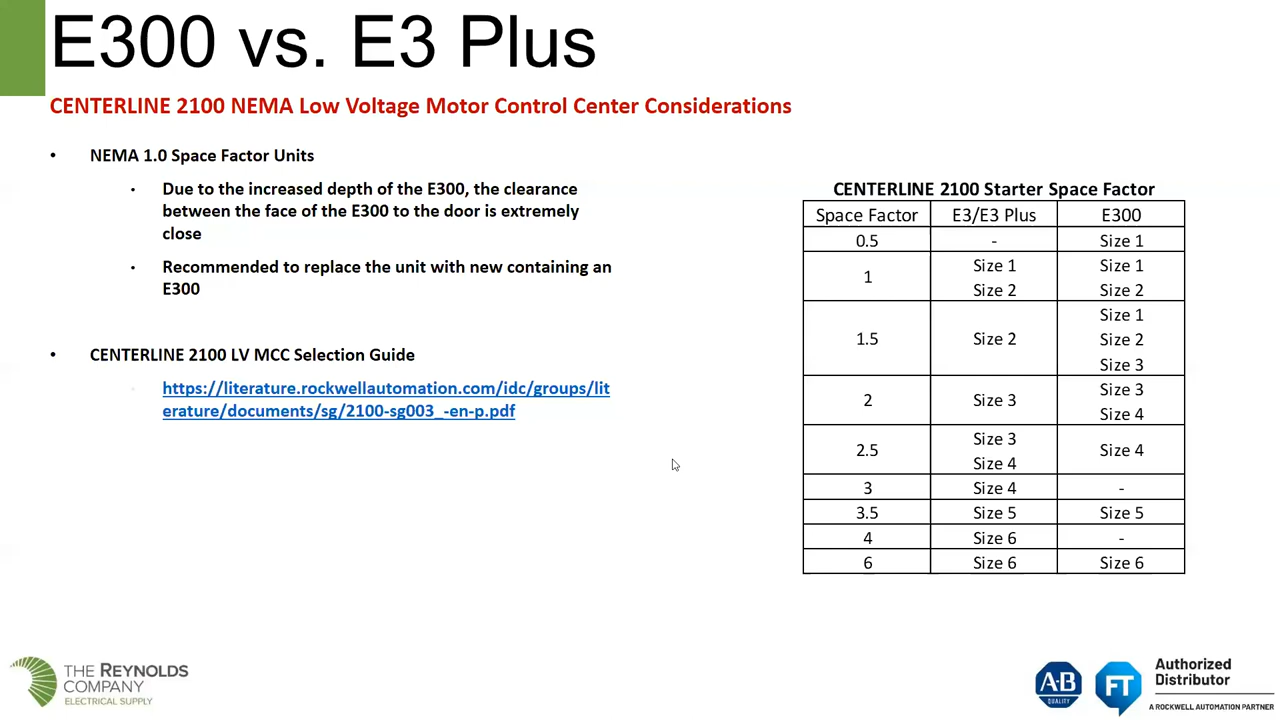 E300 vs. E3 Plus
CENTERLINE 2100 NEMA Low Voltage Motor Control Center Considerations
• NEMA 1.0 Space Factor Units
• Due to the increased depth of the E300, the clearance
between the face of the E300 to the door is extremely
close
• Recommended to replace the unit with new containing an
E300
• CENTERLINE 2100 LV MCC Selection Guide
• https://literature.rockwellautomation.com/idc/groups/lit
erature/documents/sg/2100-sg003_-en-p.pdf
CENTERLINE 2100 Starter Space Factor
Space Factor E3/E3 Plus E300
0.5 - Size 1
1 Size 1 Size 1
Size 2 Size 2
1.5 Size 2 Size 1
Size 2
Size 3
2 Size 3 Size 3
Size 4
2.5 Size 3 Size 4
Size 4
3 Size 4 -
3.5 Size 5 Size 5
4 Size 6 -
6 Size 6 Size 6
THE REYNOLDS
COMPANY
ELECTRICAL SUPPLY
A-B
QUALITY
FT
Authorized
Distributor
A ROCKWELL AUTOMATION PARTNER